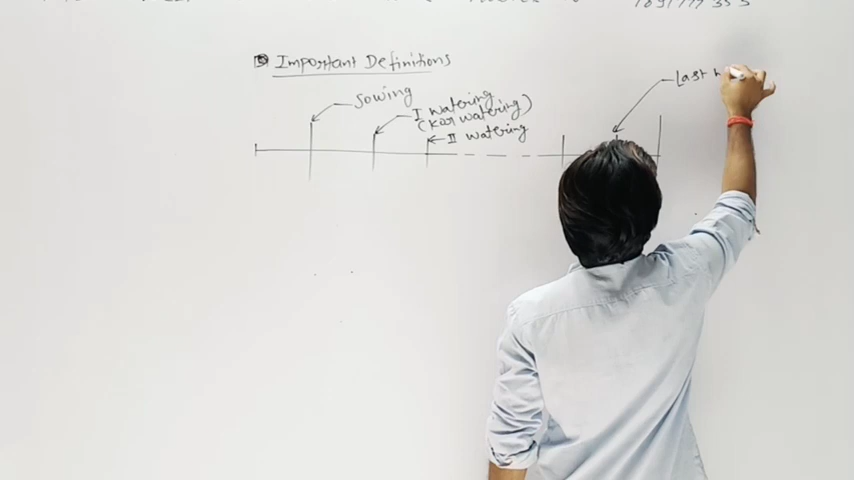 Important Definitions
Sowing
I watering
(Kor watering)
II watering
Last